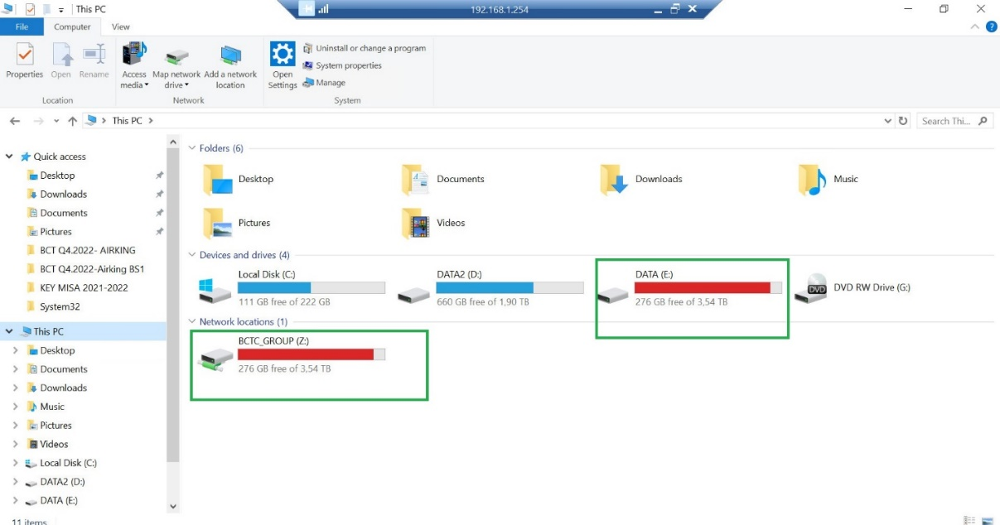 This PC
192.168.1.254
File Computer View
Uninstall or change a program
System properties
Manage
Properties Open Rename Access media Map network drive Add a network location Open Settings
Location Network System
This PC
Search Thi...
Quick access
Desktop
Downloads
Documents
Pictures
BCT Q4.2022- AIRKING
BCT Q4.2022-Airking BS1
KEY MISA 2021-2022
System32
This PC
Desktop
Documents
Downloads
Music
Pictures
Videos
Local Disk (C:)
DATA2 (D:)
DATA (E:)
Folders (6)
Desktop Documents Downloads Music
Pictures Videos
Devices and drives (4)
Local Disk (C:)
111 GB free of 222 GB
DATA2 (D:)
660 GB free of 1,90 TB
DATA (E:)
276 GB free of 3,54 TB
DVD
DVD RW Drive (G:)
Network locations (1)
BCTC_GROUP (Z:)
276 GB free of 3,54 TB
11 items